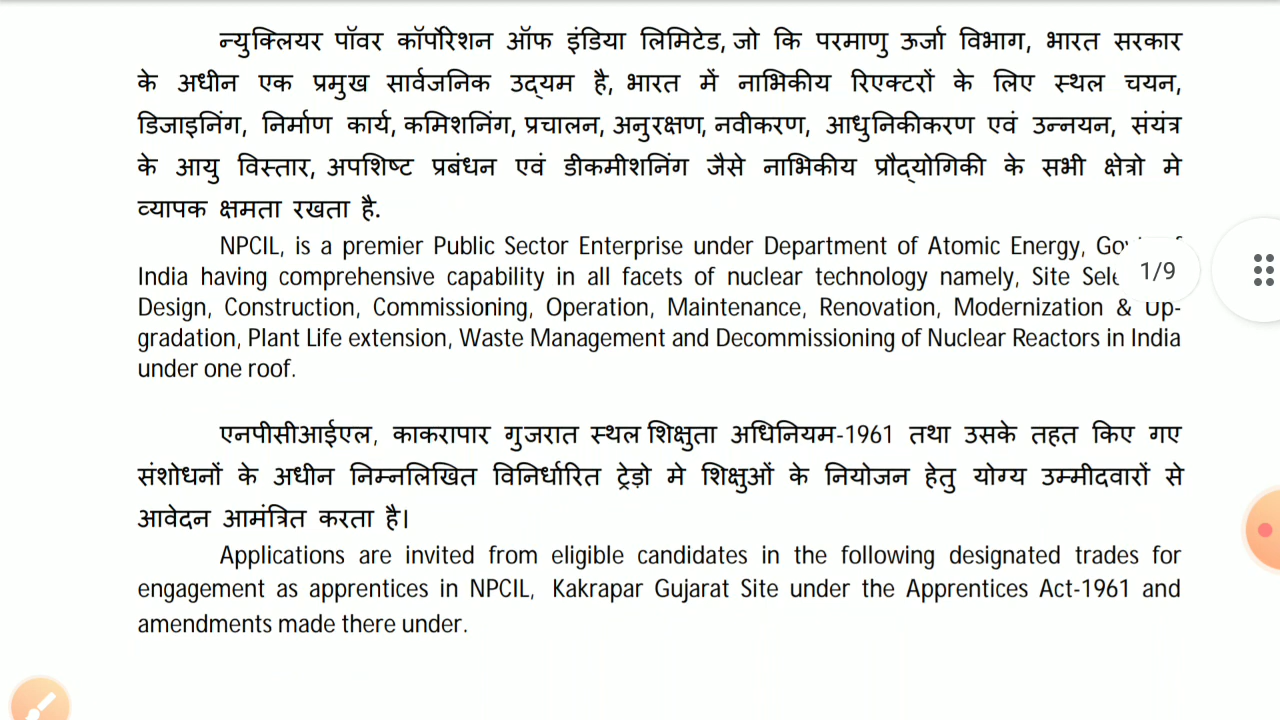 न्युक्लियर पॉवर कॉर्पोरेशन ऑफ इंडिया लिमिटेड, जो कि परमाणु ऊर्जा विभाग, भारत सरकार
के अधीन एक प्रमुख सार्वजनिक उद्यम है, भारत में नाभिकीय रिएक्टरों के लिए स्थल चयन,
डिजाइनिंग, निर्माण कार्य, कमिशनिंग, प्रचालन, अनुरक्षण, नवीकरण, आधुनिकीकरण एवं उन्नयन, संयंत्र
के आयु विस्तार, अपशिष्ट प्रबंधन एवं डीकमीशनिंग जैसे नाभिकीय प्रौद्योगिकी के सभी क्षेत्रो मे
व्यापक क्षमता रखता है.
NPCIL, is a premier Public Sector Enterprise under Department of Atomic Energy,
India having comprehensive capability in all facets of nuclear technology namely, Site
1/9
Design, Construction, Commissioning, Operation, Maintenance, Renovation, Modernization & Up-
gradation, Plant Life extension, Waste Management and Decommissioning of Nuclear Reactors in India
under one roof.
एनपीसीआईएल, काकरापार गुजरात स्थल शिक्षुता अधिनियम-1961 तथा उसके तहत किए गए
संशोधनों के अधीन निम्नलिखित विनिर्धारित ट्रेड़ो मे शिक्षुओं के नियोजन हेतु योग्य उम्मीदवारों से
आवेदन आमंत्रित करता है।
Applications are invited from eligible candidates in the following designated trades for
engagement as apprentices in NPCIL, Kakrapar Gujarat Site under the Apprentices Act-1961 and
amendments made there under.